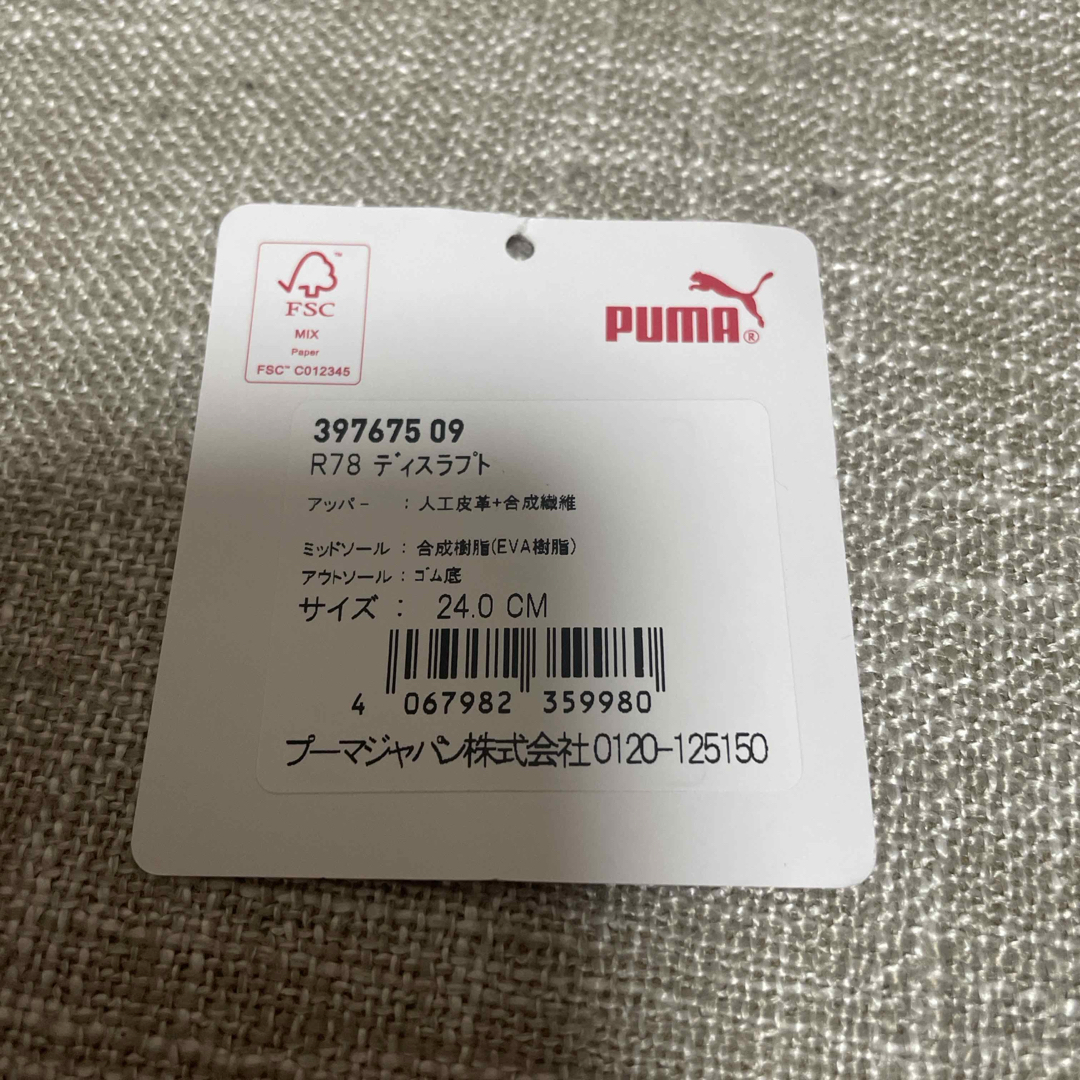 FSC
MIX
Paper
FSC™ C012345
PUMA®
397675 09
R78 ディスラプト
アッパー : 人工皮革+合成繊維
ミッドソール : 合成樹脂(EVA樹脂)
アウトソール : ゴム底
サイズ : 24.0 CM
4 067982 359980
プーマジャパン株式会社0120-125150